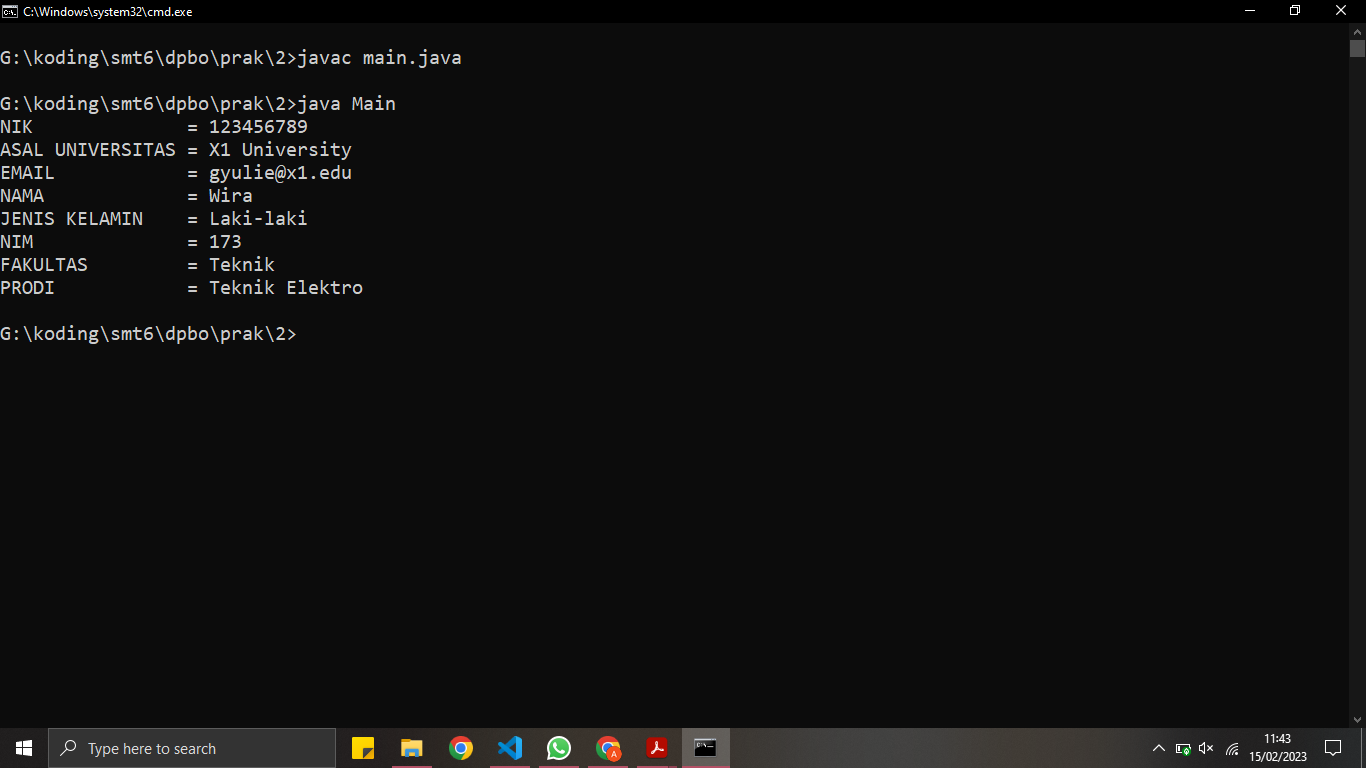 C:\Windows\system32\cmd.exe
G:\koding\smt6\dpbo\prak\2>javac main.java
G:\koding\smt6\dpbo\prak\2>java Main
NIK = 123456789
ASAL UNIVERSITAS = X1 University
EMAIL = gyulie@x1.edu
NAMA = Wira
JENIS KELAMIN = Laki-laki
NIM = 173
FAKULTAS = Teknik
PRODI = Teknik Elektro
G:\koding\smt6\dpbo\prak\2>
Type here to search
11:43
15/02/2023